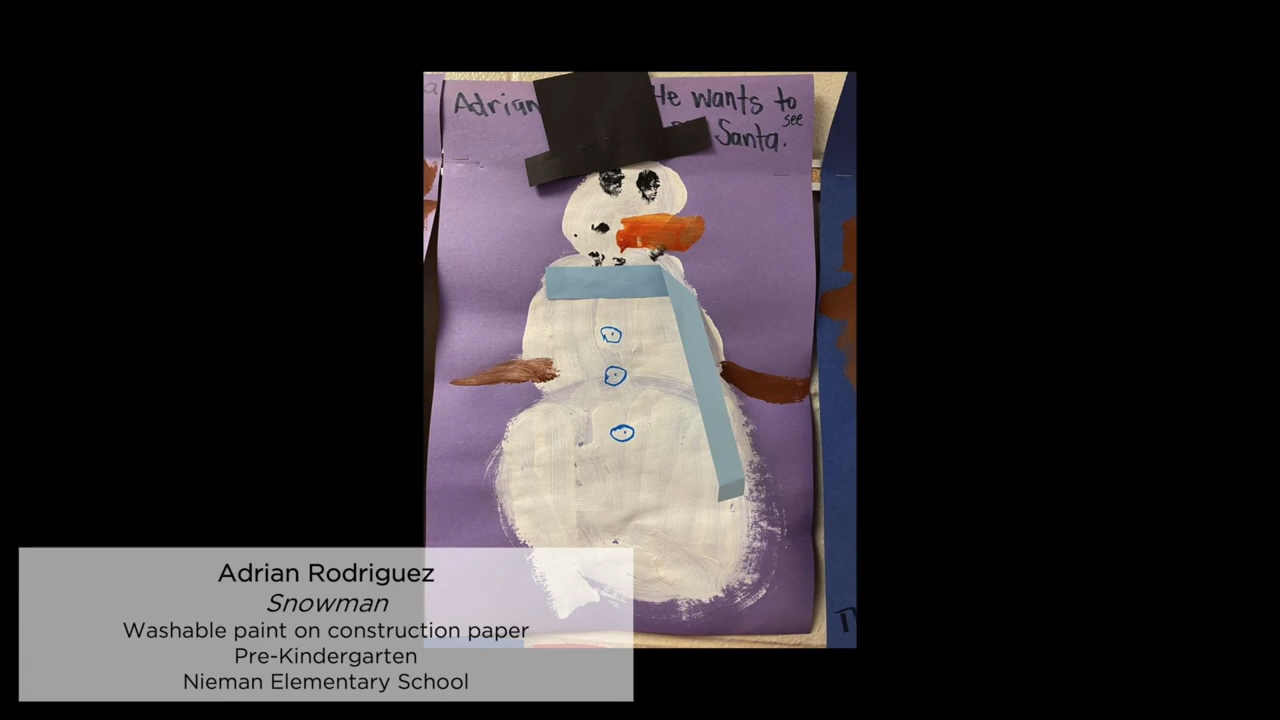 Adrian He wants to
see
Santa.
Adrian Rodriguez
Snowman
Washable paint on construction paper
Pre-Kindergarten
Nieman Elementary School